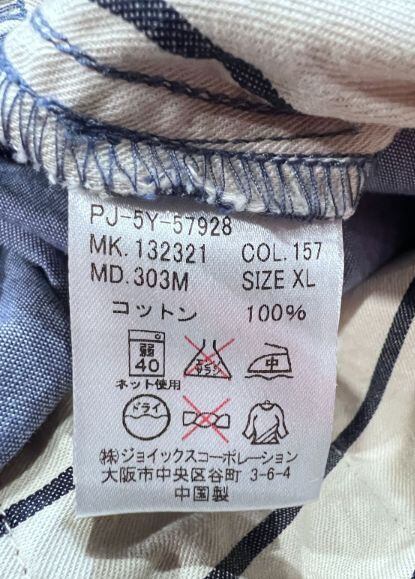 PJ-5Y-57928
MK. 132321 COL. 157
MD. 303M SIZE XL
コットン 100%
弱 40 エンソサラシ 中
ネット使用
ドライ
㈱ジョイックスコーポレーション
大阪市中央区谷町 3-6-4
中国製